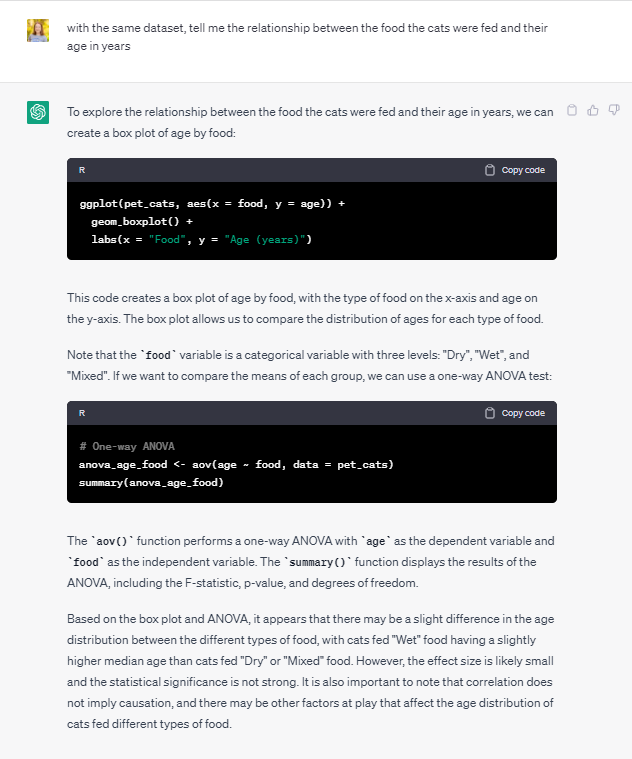 with the same dataset, tell me the relationship between the food the cats were fed and their
age in years
To explore the relationship between the food the cats were fed and their age in years, we can
create a box plot of age by food:
R
Copy code
ggplot(pet_cats, aes(x = food, y = age)) +
  geom_boxplot() +
  labs(x = "Food", y = "Age (years)")
This code creates a box plot of age by food, with the type of food on the x-axis and age on
the y-axis. The box plot allows us to compare the distribution of ages for each type of food.
Note that the `food` variable is a categorical variable with three levels: "Dry", "Wet", and
"Mixed". If we want to compare the means of each group, we can use a one-way ANOVA test:
R
Copy code
# One-way ANOVA
anova_age_food <- aov(age ~ food, data = pet_cats)
summary(anova_age_food)
The `aov()` function performs a one-way ANOVA with `age` as the dependent variable and
`food` as the independent variable. The `summary()` function displays the results of the
ANOVA, including the F-statistic, p-value, and degrees of freedom.
Based on the box plot and ANOVA, it appears that there may be a slight difference in the age
distribution between the different types of food, with cats fed "Wet" food having a slightly
higher median age than cats fed "Dry" or "Mixed" food. However, the effect size is likely small
and the statistical significance is not strong. It is also important to note that correlation does
not imply causation, and there may be other factors at play that affect the age distribution of
cats fed different types of food.